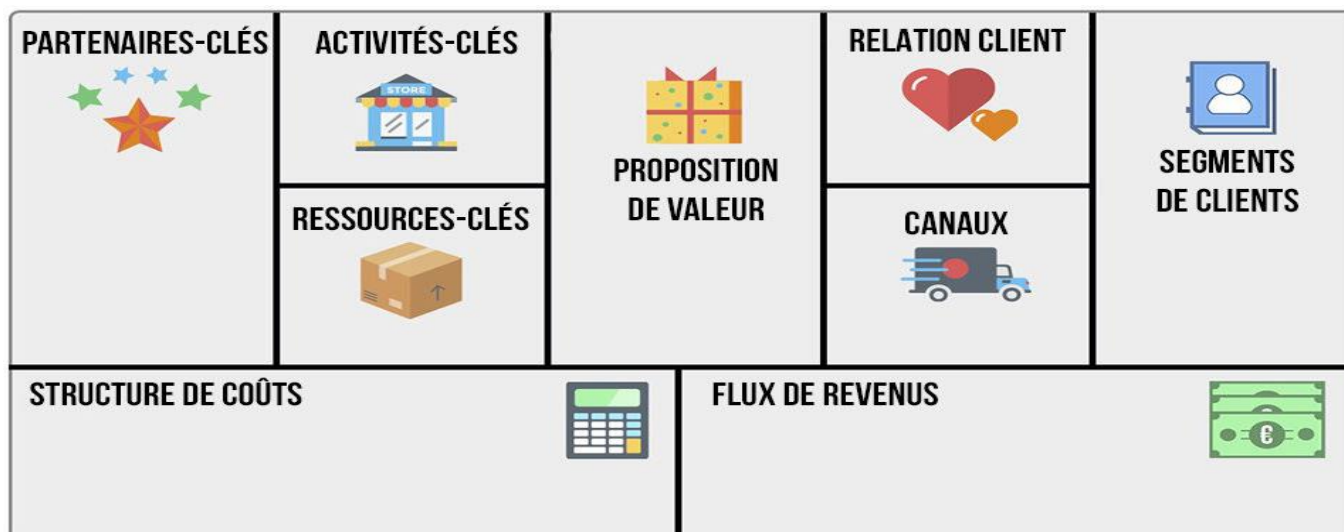 PARTENAIRES-CLÉS
ACTIVITÉS-CLÉS
STORE
RESSOURCES-CLÉS
PROPOSITION
DE VALEUR
RELATION CLIENT
CANAUX
SEGMENTS
DE CLIENTS
STRUCTURE DE COÛTS
FLUX DE REVENUS
€